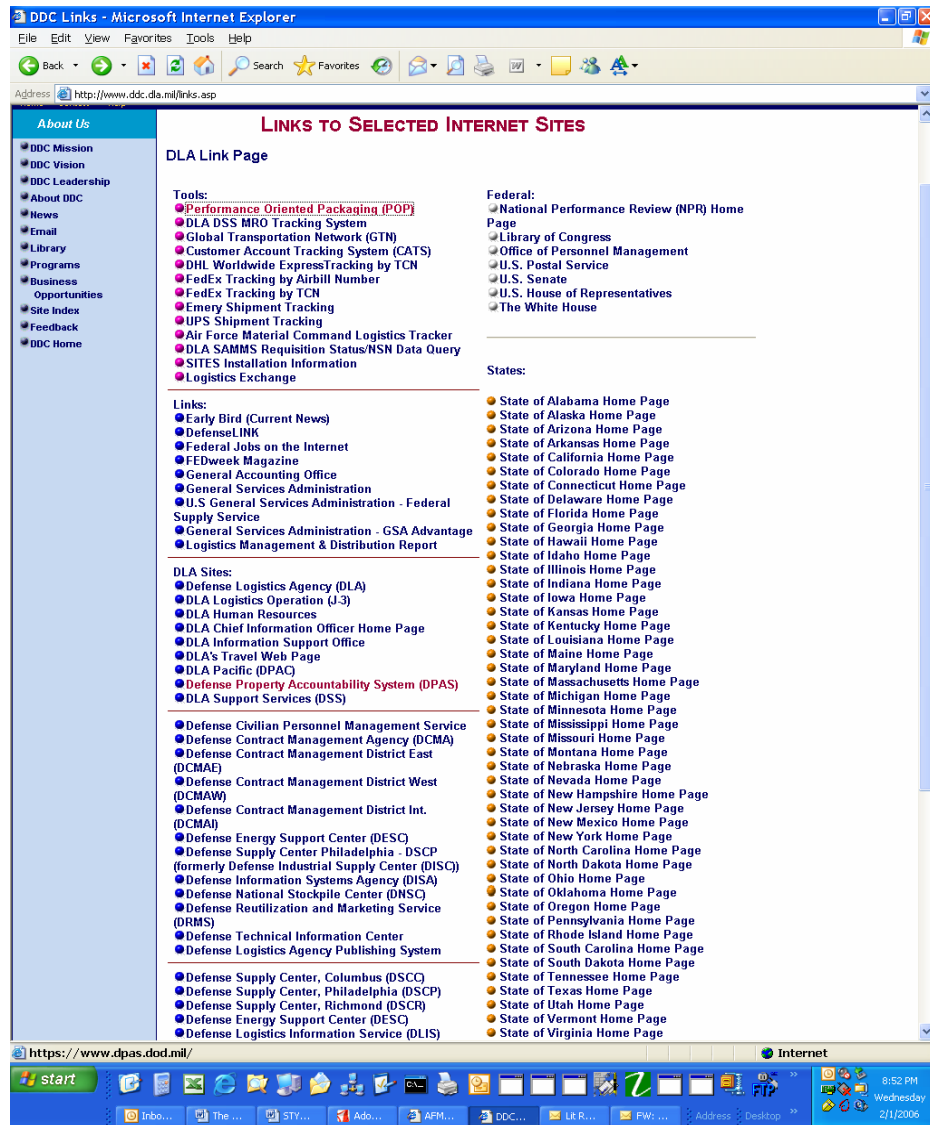 DDC Links - Microsoft Internet Explorer
File Edit View Favorites Tools Help
Back Search Favorites
Address http://www.ddc.dla.mil/links.asp
About Us
DDC Mission
DDC Vision
DDC Leadership
About DDC
News
Email
Library
Programs
Business
Opportunities
Site Index
Feedback
DDC Home
LINKS TO SELECTED INTERNET SITES
DLA Link Page
Tools:
Performance Oriented Packaging (POP)
DLA DSS MRO Tracking System
Global Transportation Network (GTN)
Customer Account Tracking System (CATS)
DHL Worldwide ExpressTracking by TCN
FedEx Tracking by Airbill Number
FedEx Tracking by TCN
Emery Shipment Tracking
UPS Shipment Tracking
Air Force Material Command Logistics Tracker
DLA SAMMS Requisition Status/NSN Data Query
SITES Installation Information
Logistics Exchange
Links:
Early Bird (Current News)
DefenseLINK
Federal Jobs on the Internet
FEDweek Magazine
General Accounting Office
General Services Administration
U.S General Services Administration - Federal
Supply Service
General Services Administration - GSA Advantage
Logistics Management & Distribution Report
DLA Sites:
Defense Logistics Agency (DLA)
DLA Logistics Operation (J-3)
DLA Human Resources
DLA Chief Information Officer Home Page
DLA Information Support Office
DLA's Travel Web Page
DLA Pacific (DPAC)
Defense Property Accountability System (DPAS)
DLA Support Services (DSS)
Defense Civilian Personnel Management Service
Defense Contract Management Agency (DCMA)
Defense Contract Management District East
(DCMAE)
Defense Contract Management District West
(DCMAW)
Defense Contract Management District Int.
(DCMAI)
Defense Energy Support Center (DESC)
Defense Supply Center Philadelphia - DSCP
(formerly Defense Industrial Supply Center (DISC))
Defense Information Systems Agency (DISA)
Defense National Stockpile Center (DNSC)
Defense Reutilization and Marketing Service
(DRMS)
Defense Technical Information Center
Defense Logistics Agency Publishing System
Defense Supply Center, Columbus (DSCC)
Defense Supply Center, Philadelphia (DSCP)
Defense Supply Center, Richmond (DSCR)
Defense Energy Support Center (DESC)
Defense Logistics Information Service (DLIS)
Federal:
National Performance Review (NPR) Home
Page
Library of Congress
Office of Personnel Management
U.S. Postal Service
U.S. Senate
U.S. House of Representatives
The White House
States:
State of Alabama Home Page
State of Alaska Home Page
State of Arizona Home Page
State of Arkansas Home Page
State of California Home Page
State of Colorado Home Page
State of Connecticut Home Page
State of Delaware Home Page
State of Florida Home Page
State of Georgia Home Page
State of Hawaii Home Page
State of Idaho Home Page
State of Illinois Home Page
State of Indiana Home Page
State of Iowa Home Page
State of Kansas Home Page
State of Kentucky Home Page
State of Louisiana Home Page
State of Maine Home Page
State of Maryland Home Page
State of Massachusetts Home Page
State of Michigan Home Page
State of Minnesota Home Page
State of Mississippi Home Page
State of Missouri Home Page
State of Montana Home Page
State of Nebraska Home Page
State of Nevada Home Page
State of New Hampshire Home Page
State of New Jersey Home Page
State of New Mexico Home Page
State of New York Home Page
State of North Carolina Home Page
State of North Dakota Home Page
State of Ohio Home Page
State of Oklahoma Home Page
State of Oregon Home Page
State of Pennsylvania Home Page
State of Rhode Island Home Page
State of South Carolina Home Page
State of South Dakota Home Page
State of Tennessee Home Page
State of Texas Home Page
State of Utah Home Page
State of Vermont Home Page
State of Virginia Home Page
https://www.dpas.dod.mil/ Internet
start
8:52 PM
Wednesday
2/1/2006
Inbo... The ... STY... Ado... AFM... DDC... Lit R... FW: ... Address Desktop